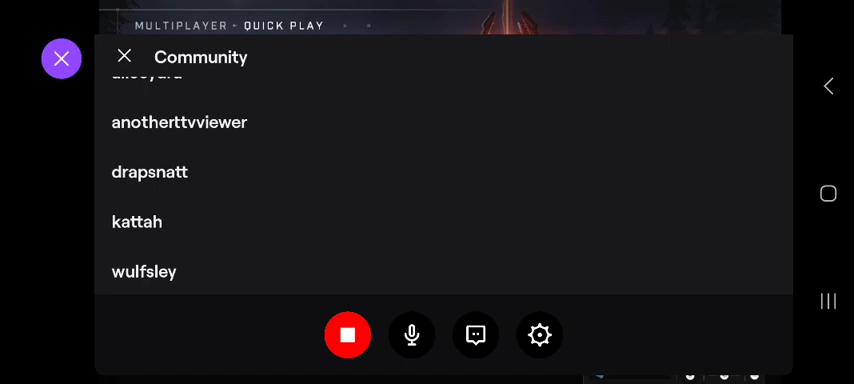 MULTIPLAYER - QUICK PLAY
Community
anotherttvviewer
drapsnatt
kattah
wulfsley